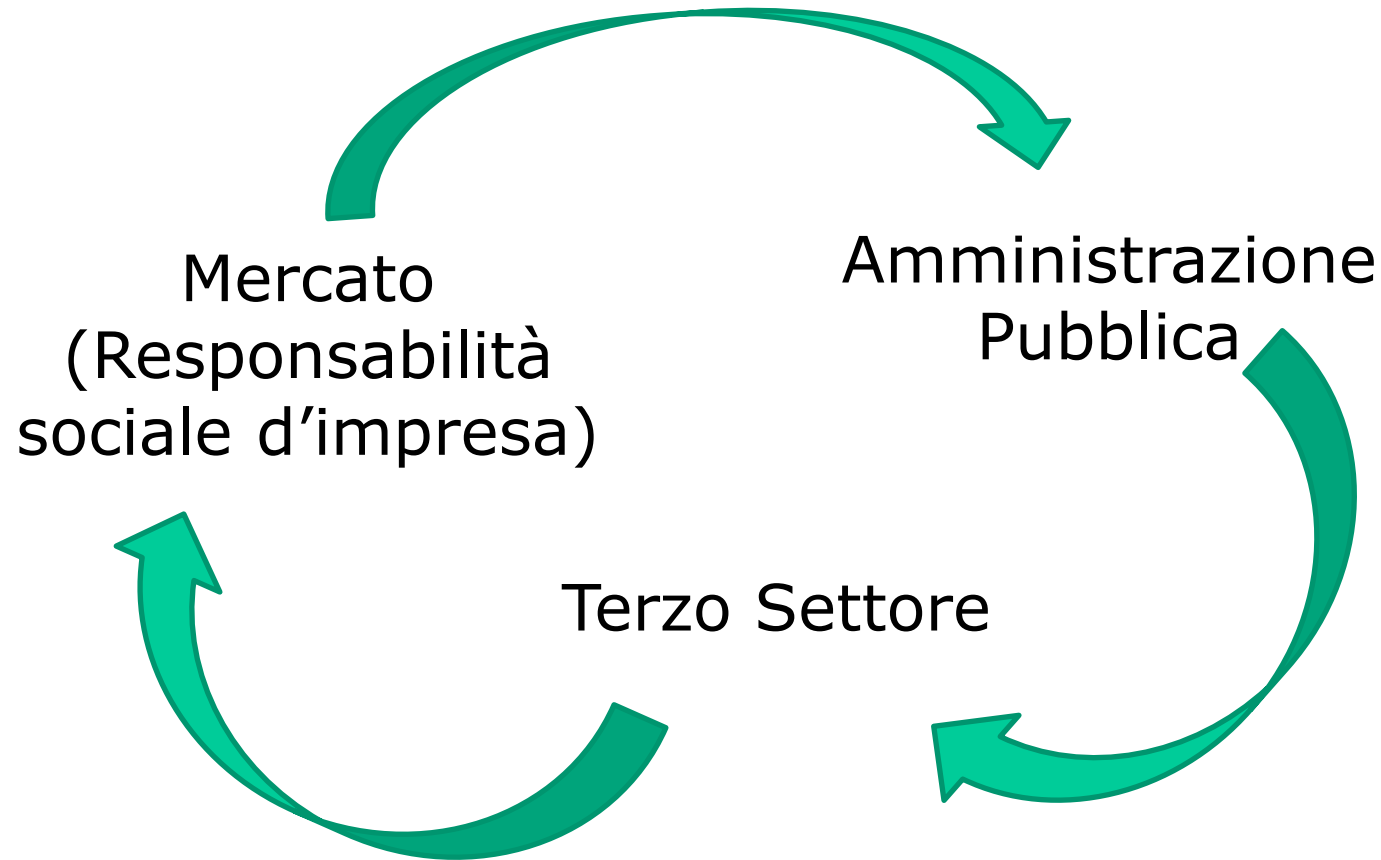 Mercato
(Responsabilità
sociale d’impresa)
Amministrazione
Pubblica
Terzo Settore